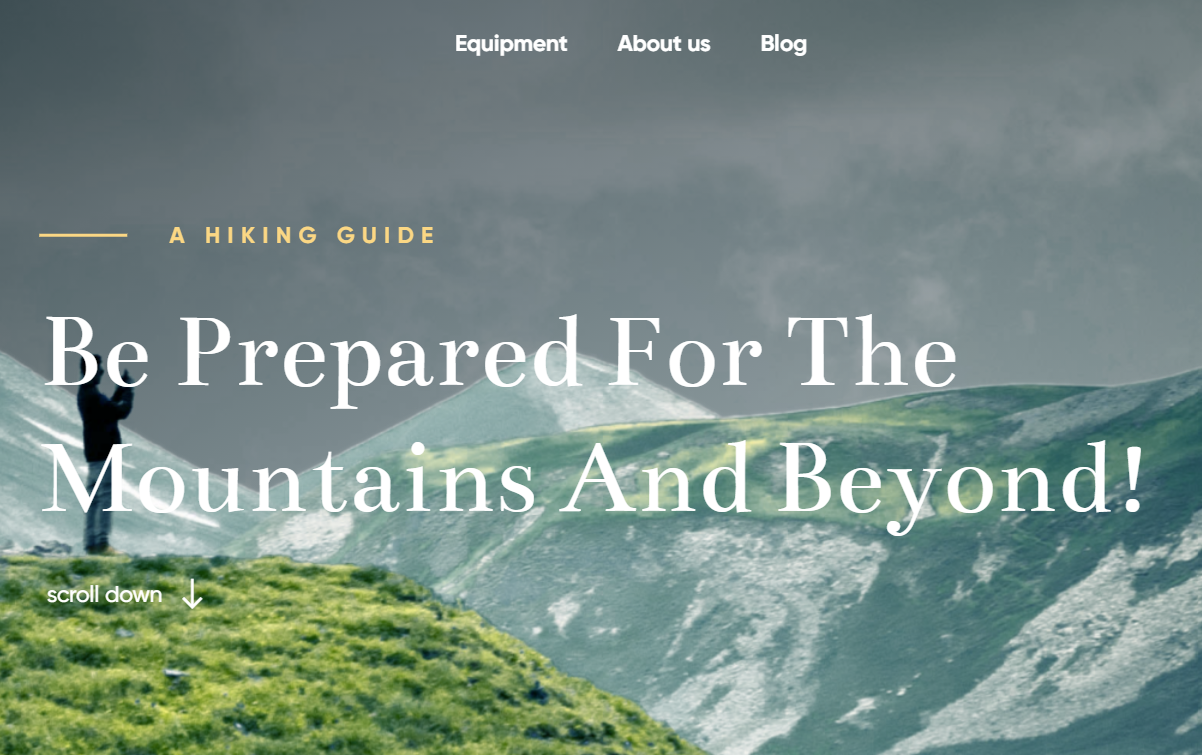 Equipment About us Blog
A HIKING GUIDE
Be Prepared For The
Mountains And Beyond!
scroll down